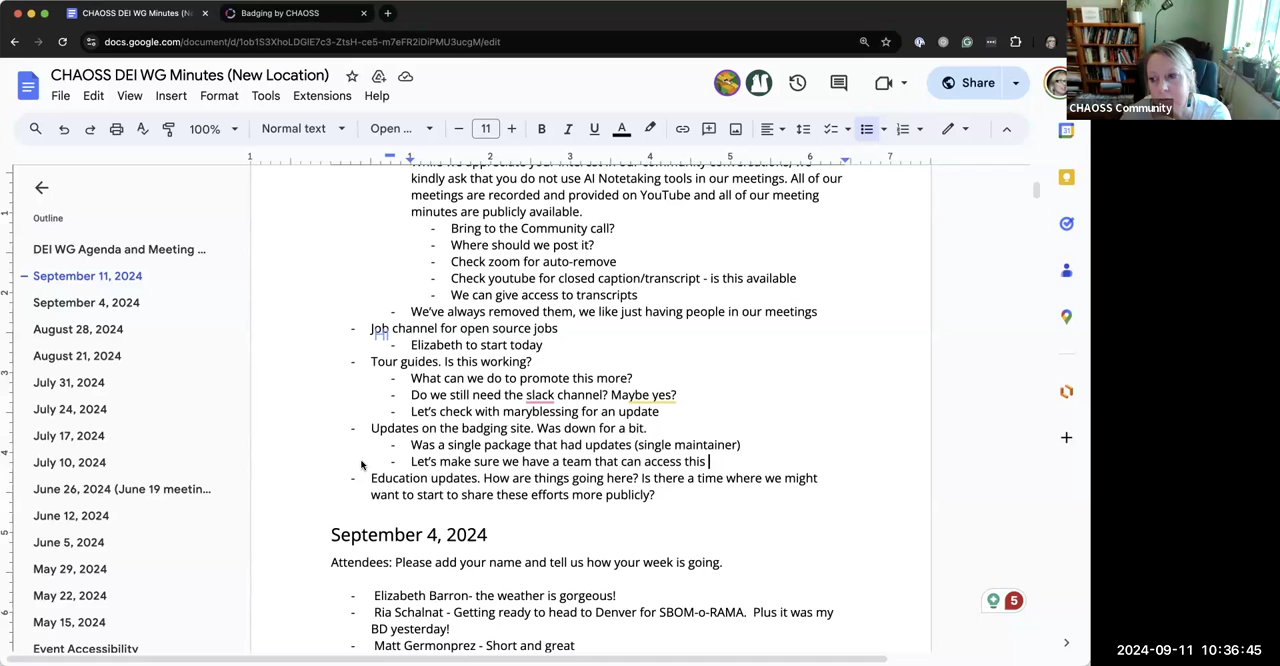 CHAOSS DEI WG Minutes (Ne
Badging by CHAOSS
docs.google.com/document/d/1ob1S3XhoLDGlE7c3-ZtsH-ce5-m7eFR2iDiPMU3ucgM/edit
CHAOSS DEI WG Minutes (New Location)
File Edit View Insert Format Tools Extensions Help
Share
CHAOSS Community
100% Normal text Open ... 11
1 1 2 3 4 5 6 7
Outline
DEI WG Agenda and Meeting ...
September 11, 2024
September 4, 2024
August 28, 2024
August 21, 2024
July 31, 2024
July 24, 2024
July 17, 2024
July 10, 2024
June 26, 2024 (June 19 meetin...
June 12, 2024
June 5, 2024
May 29, 2024
May 22, 2024
May 15, 2024
Event Accessibility
kindly ask that you do not use AI Notetaking tools in our meetings. All of our
meetings are recorded and provided on YouTube and all of our meeting
minutes are publicly available.
- Bring to the Community call?
- Where should we post it?
- Check zoom for auto-remove
- Check youtube for closed caption/transcript - is this available
- We can give access to transcripts
- We've always removed them, we like just having people in our meetings
- Job channel for open source jobs
- Elizabeth to start today
- Tour guides. Is this working?
- What can we do to promote this more?
- Do we still need the slack channel? Maybe yes?
- Let's check with maryblessing for an update
- Updates on the badging site. Was down for a bit.
- Was a single package that had updates (single maintainer)
- Let's make sure we have a team that can access this
- Education updates. How are things going here? Is there a time where we might
want to start to share these efforts more publicly?
September 4, 2024
Attendees: Please add your name and tell us how your week is going.
- Elizabeth Barron- the weather is gorgeous!
- Ria Schalnat - Getting ready to head to Denver for SBOM-o-RAMA. Plus it was my
BD yesterday!
- Matt Germonprez - Short and great
5
2024-09-11 10:36:45